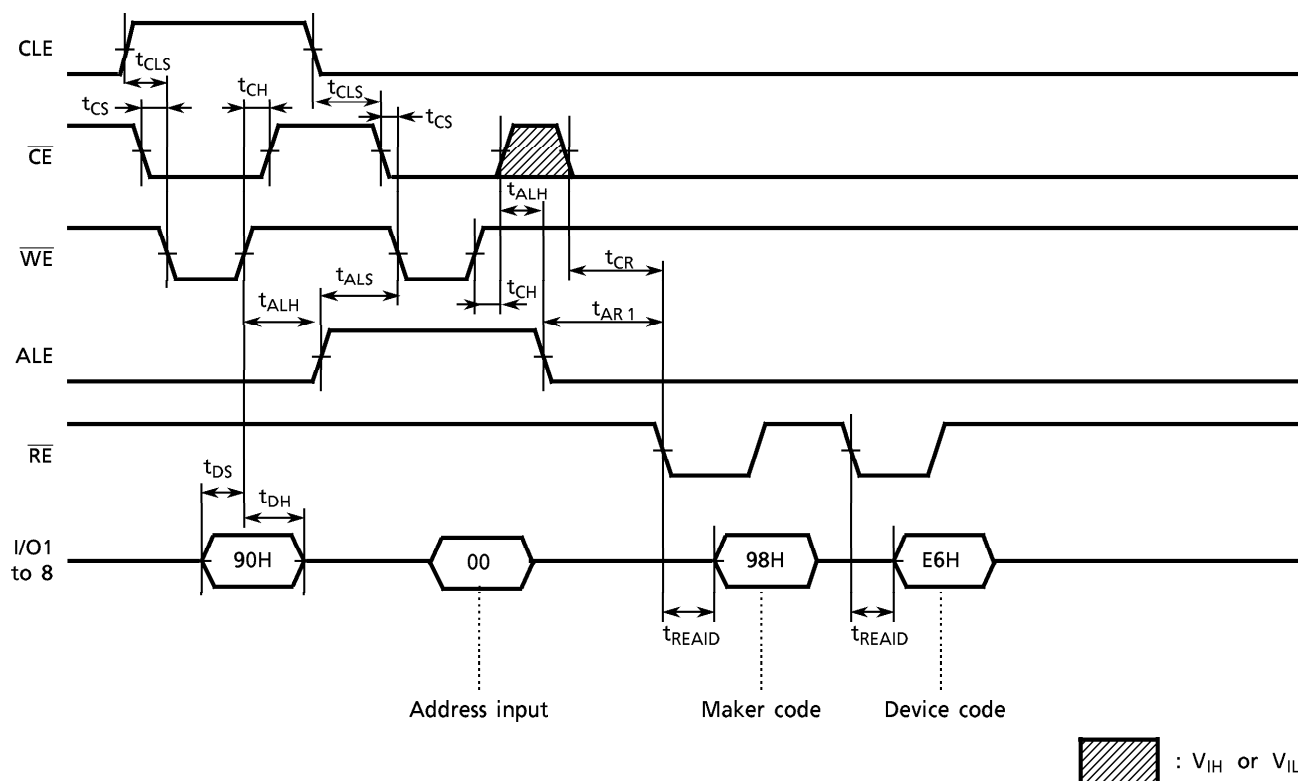 CLE
tCLS
tCH
tCLS
tCS
tCS
CE
tALH
WE
tCR
tALS
tCH
tALH
tAR1
ALE
RE
tDS
tDH
I/O1
to 8
90H
00
98H
E6H
tREAID
tREAID
Address input
Maker code
Device code
: VIH or VIL